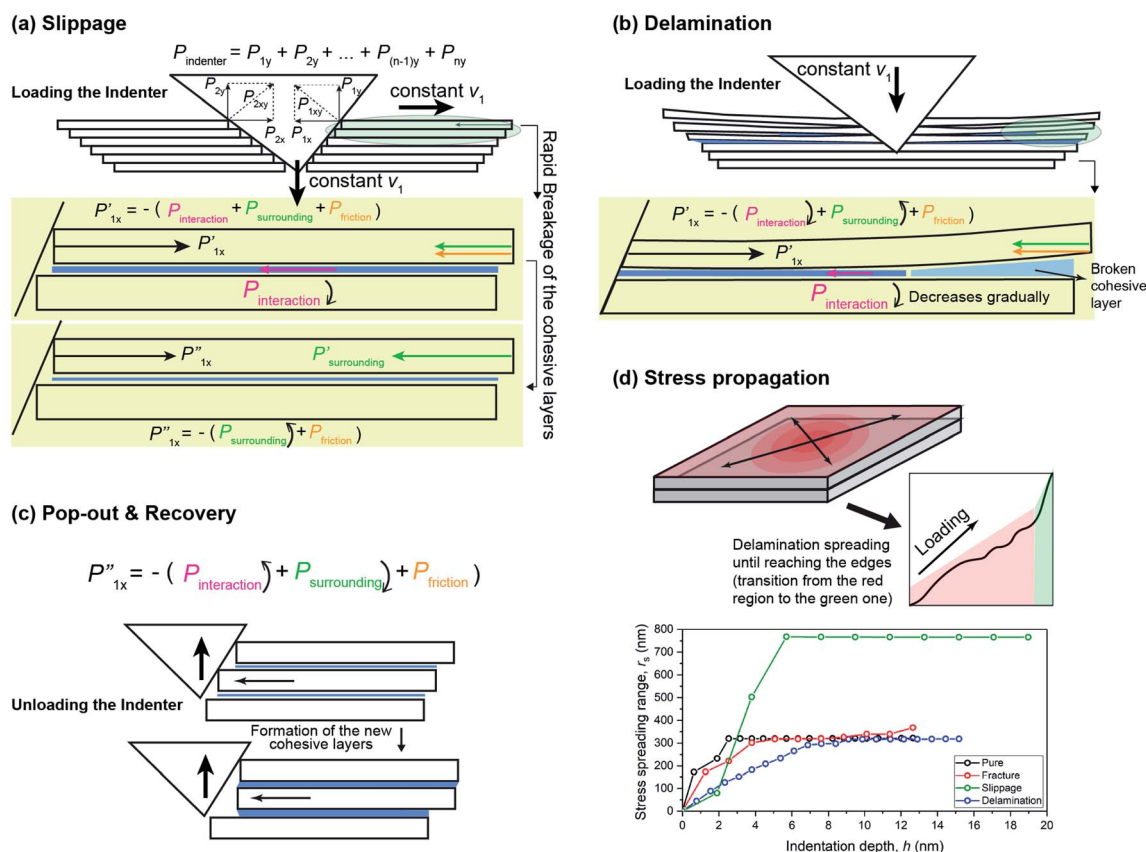 (a) Slippage
P_indenter = P_1y + P_2y + ... + P_(n-1)y + P_ny
Loading the Indenter
P_2y
P_2xy
P_2x
P_1y
P_1xy
P_1x
constant v_1
constant v_1
Rapid Breakage of the cohesive layers
P'_1x = - ( P_interaction + P_surrounding + P_friction )
P'_1x
P_interaction
P"_1x
P'_surrounding
P"_1x = - ( P_surrounding + P_friction )
(b) Delamination
constant v_1
Loading the Indenter
P'_1x = - ( P_interaction + P_surrounding + P_friction )
P'_1x
P_interaction
Decreases gradually
Broken
cohesive
layer
(c) Pop-out & Recovery
P"_1x = - ( P_interaction + P_surrounding + P_friction )
Unloading the Indenter
Formation of the new
cohesive layers
(d) Stress propagation
Delamination spreading
until reaching the edges
(transition from the red
region to the green one)
Loading
Stress spreading range, r_s (nm)
800
700
600
500
400
300
200
100
0
0 2 4 6 8 10 12 14 16 18 20
Indentation depth, h (nm)
Pure
Fracture
Slippage
Delamination